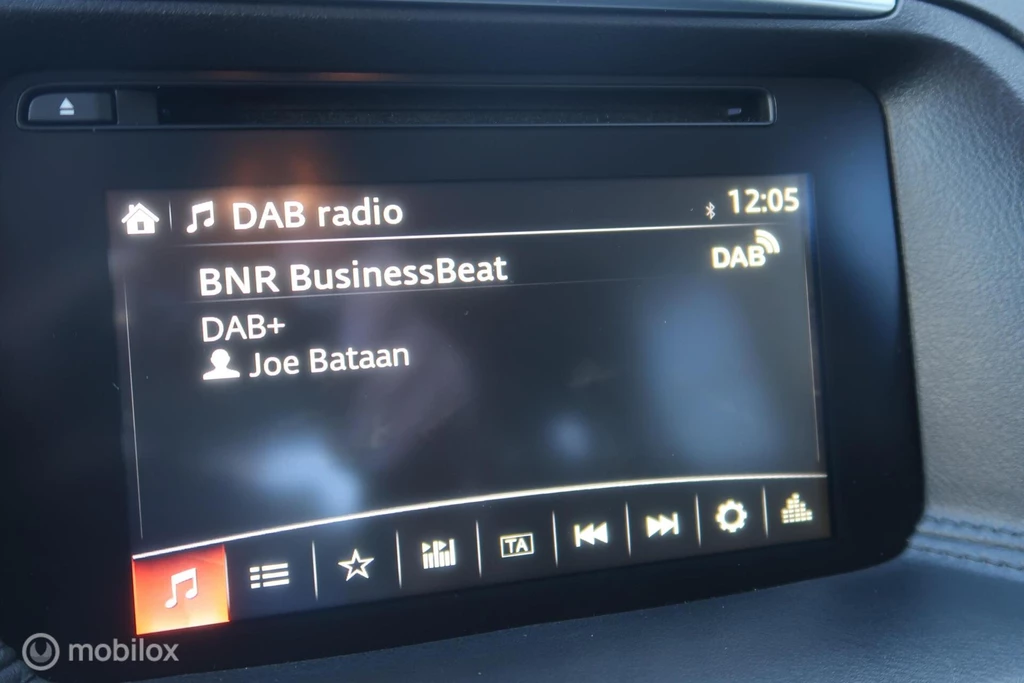 DAB radio
12:05
BNR BusinessBeat
DAB
DAB+
Joe Bataan
TA
mobilox